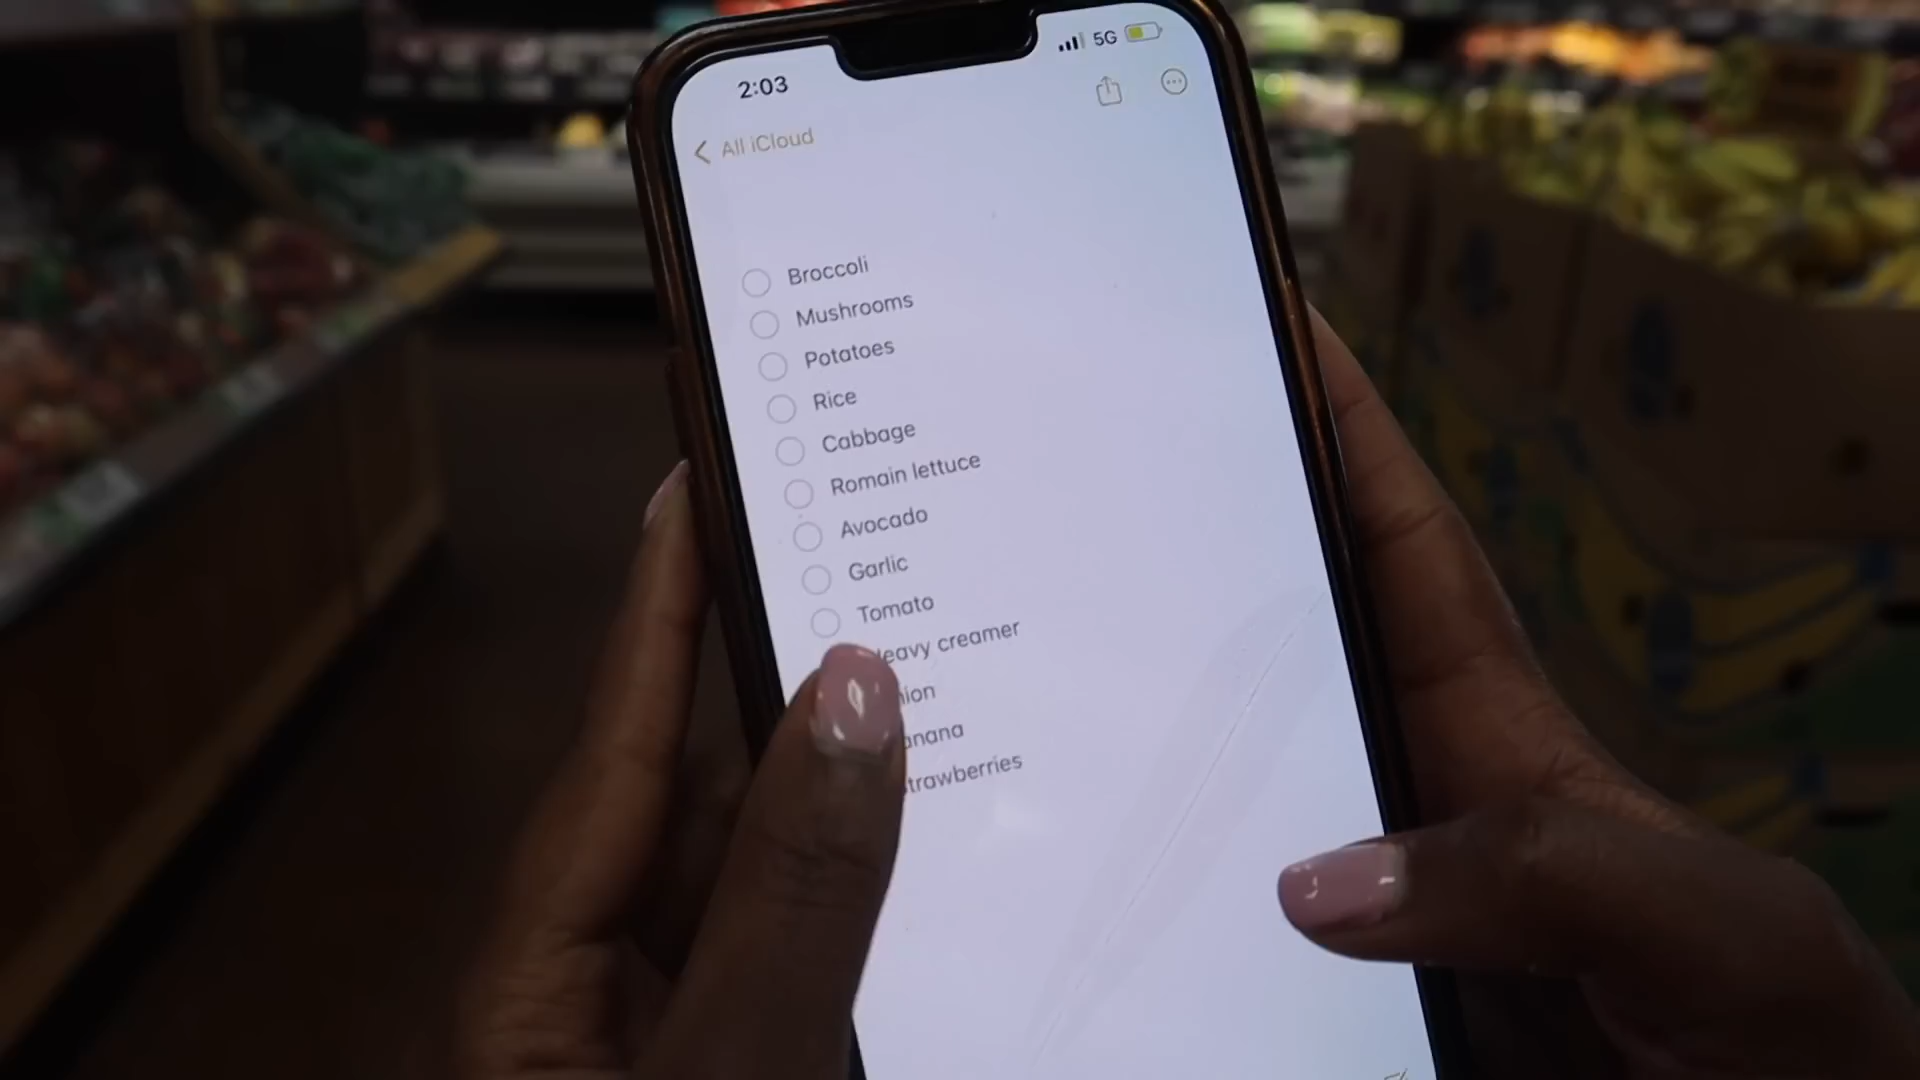 2:03
5G
All iCloud
Broccoli
Mushrooms
Potatoes
Rice
Cabbage
Romain lettuce
Avocado
Garlic
Tomato
eavy creamer
nion
anana
trawberries